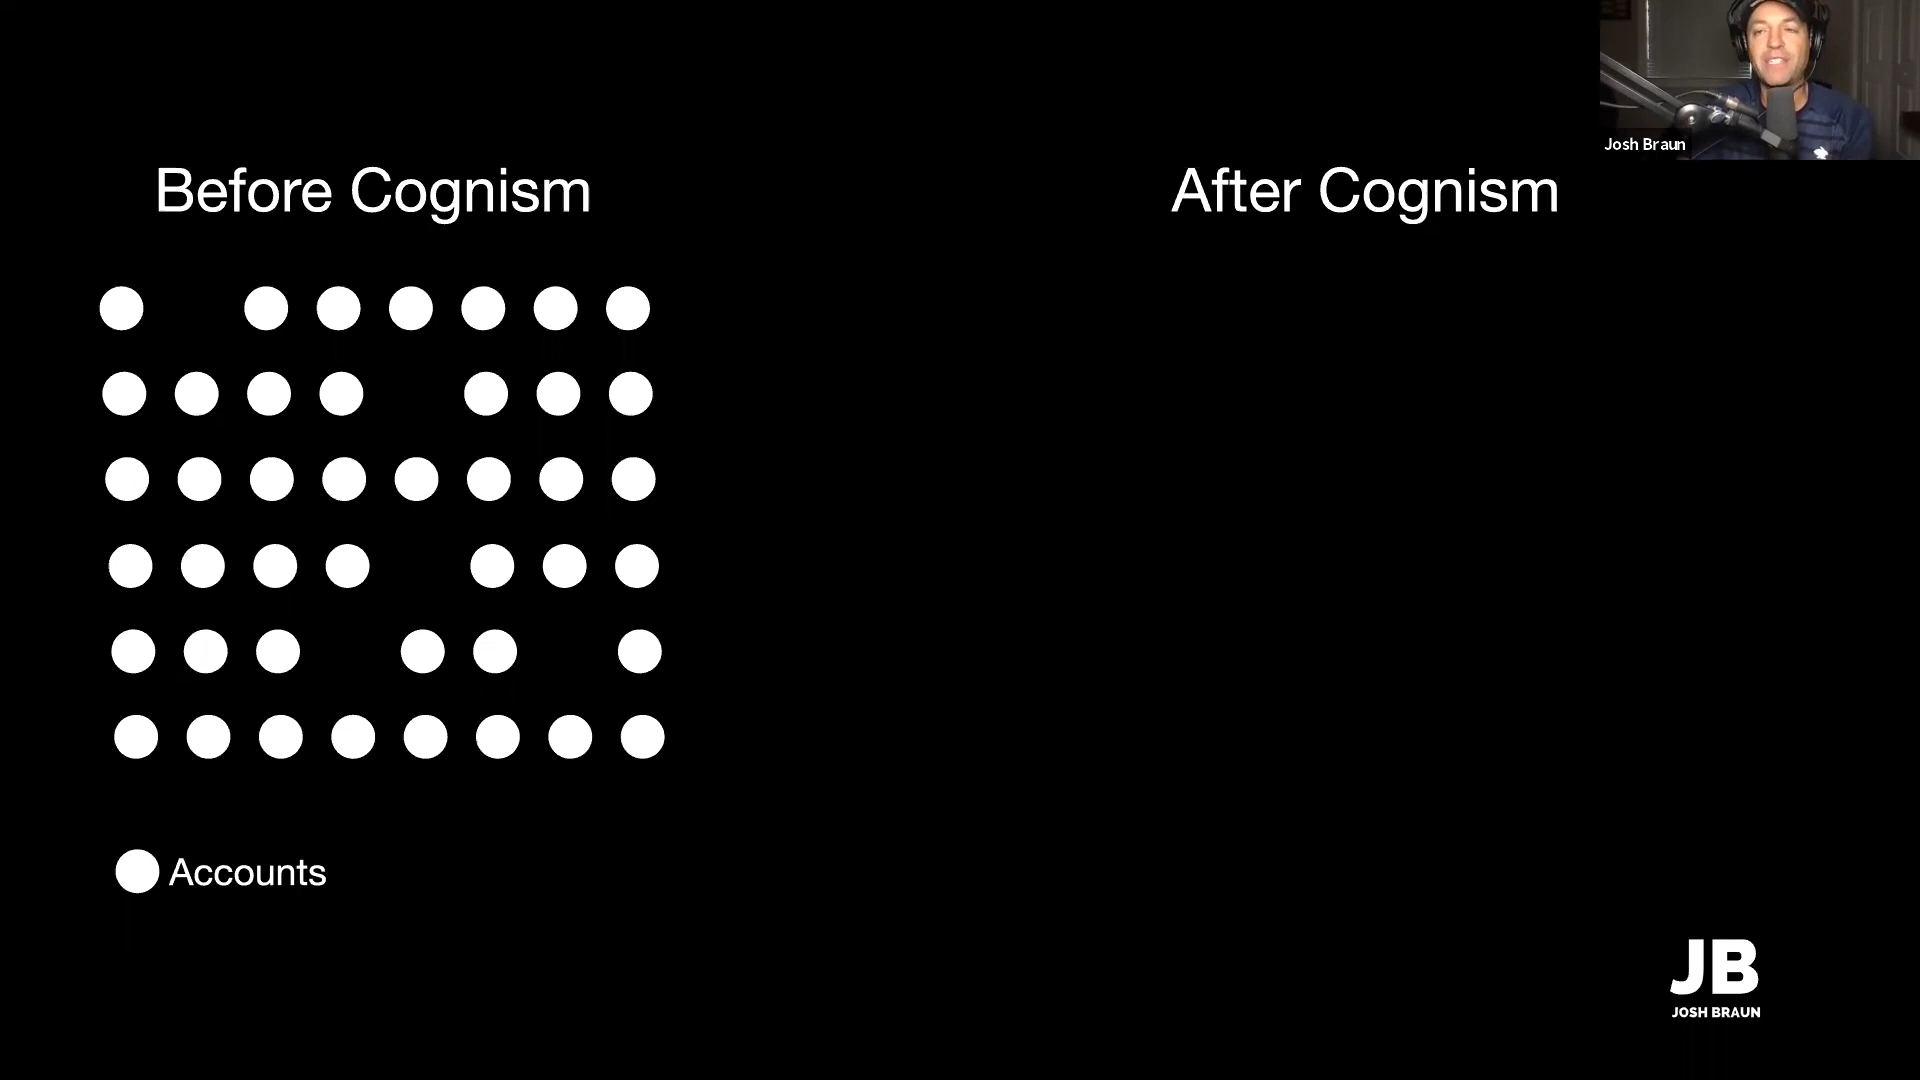 Josh Braun
Before Cognism
After Cognism
Accounts
JB
JOSH BRAUN